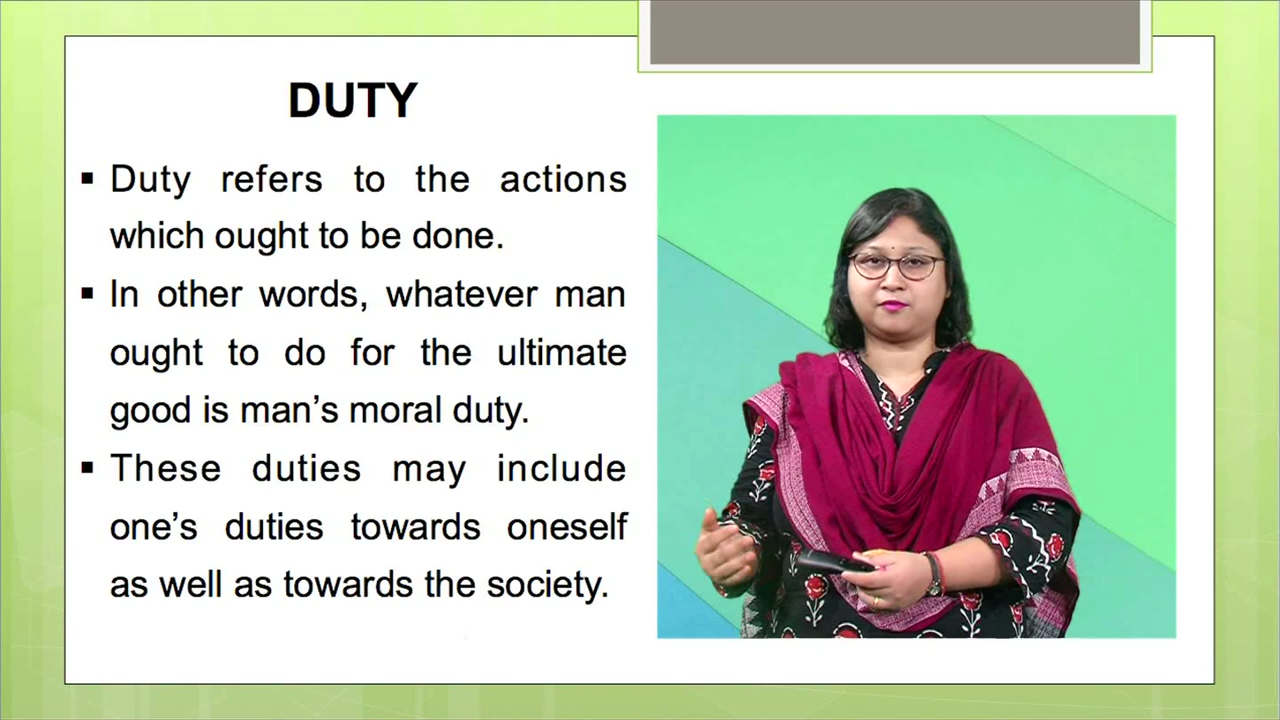 DUTY
▪ Duty refers to the actions
which ought to be done.
▪ In other words, whatever man
ought to do for the ultimate
good is man's moral duty.
▪ These duties may include
one's duties towards oneself
as well as towards the society.